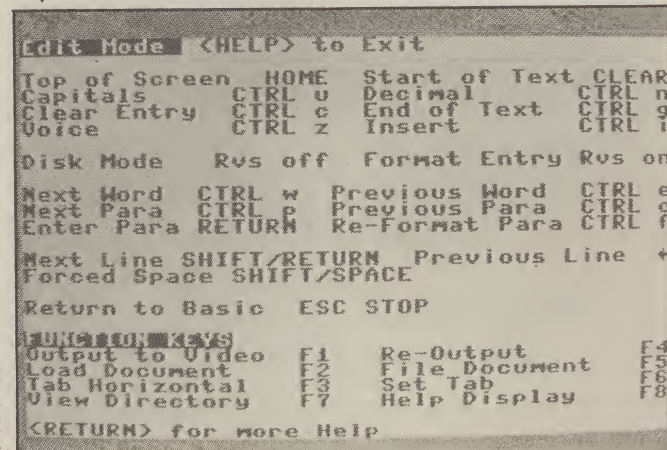 Edit Mode <HELP> to Exit
Top of Screen HOME Start of Text CLEAR
Capitals CTRL u Decimal CTRL n
Clear Entry CTRL c End of Text CTRL g
Voice CTRL z Insert CTRL i
Disk Mode Rvs off Format Entry Rvs on
Next Word CTRL w Previous Word CTRL e
Next Para CTRL p Previous Para CTRL o
Enter Para RETURN Re-Format Para CTRL f
Next Line SHIFT/RETURN Previous Line ←
Forced Space SHIFT/SPACE
Return to Basic ESC STOP
FUNCTION KEYS
Output to Video F1 Re-Output F4
Load Document F2 File Document F5
Tab Horizontal F3 Set Tab F6
View Directory F7 Help Display F8
<RETURN> for more Help